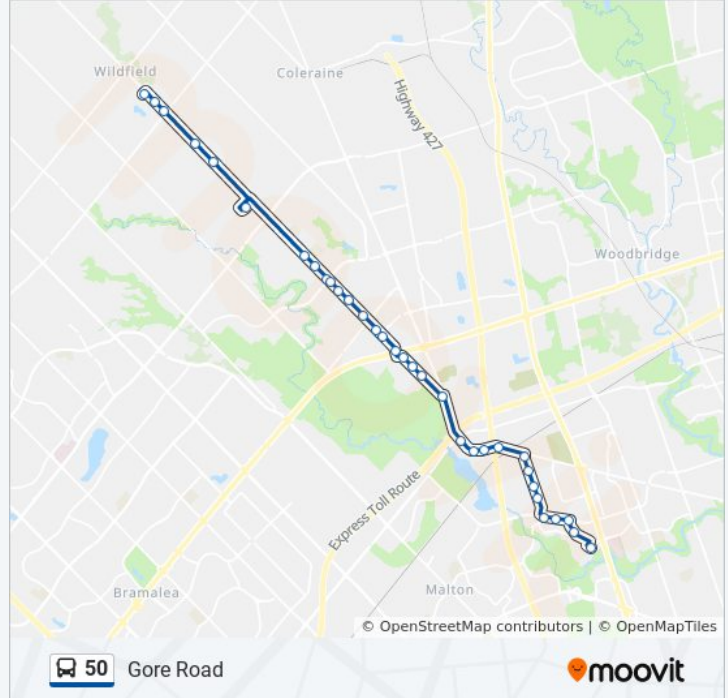 Wildfield
Coleraine
Highway 427
Woodbridge
Express Toll Route
Bramalea
Malton
© OpenStreetMap contributors | © OpenMapTiles
50 Gore Road
moovit